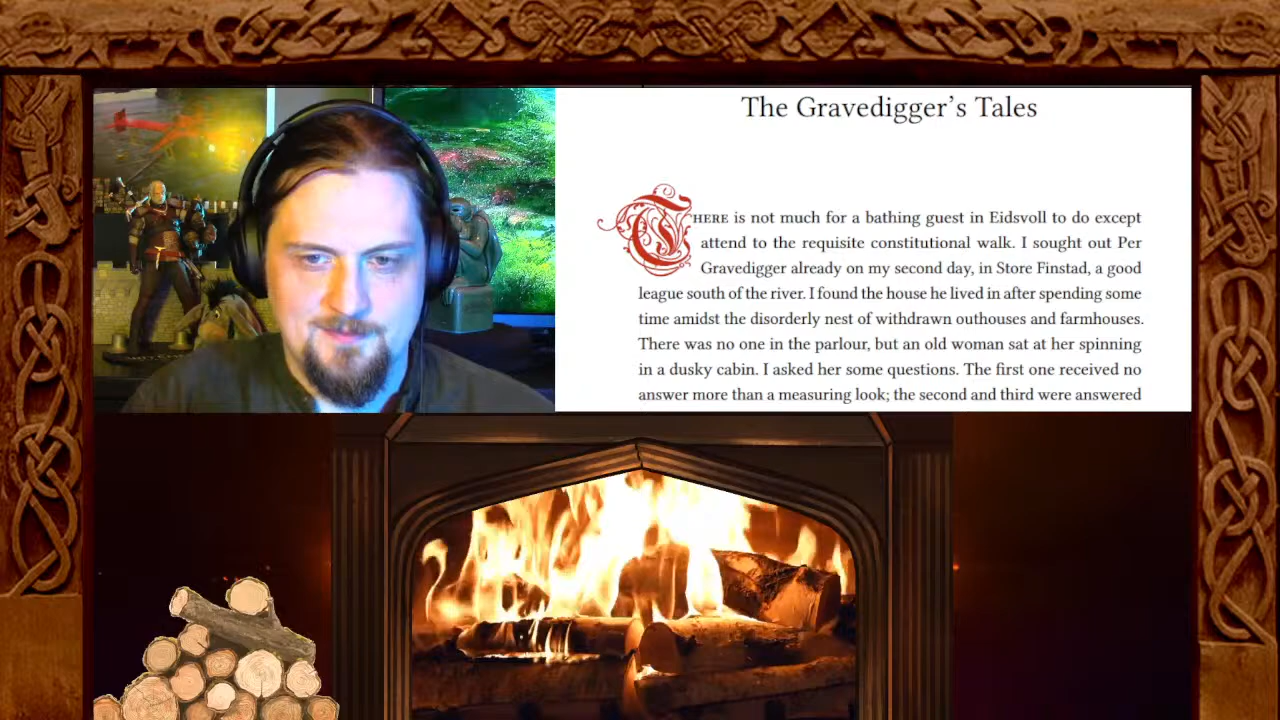 The Gravedigger’s Tales
THERE is not much for a bathing guest in Eidsvoll to do except
attend to the requisite constitutional walk. I sought out Per
Gravedigger already on my second day, in Store Finstad, a good
league south of the river. I found the house he lived in after spending some
time amidst the disorderly nest of withdrawn outhouses and farmhouses.
There was no one in the parlour, but an old woman sat at her spinning
in a dusky cabin. I asked her some questions. The first one received no
answer more than a measuring look; the second and third were answered